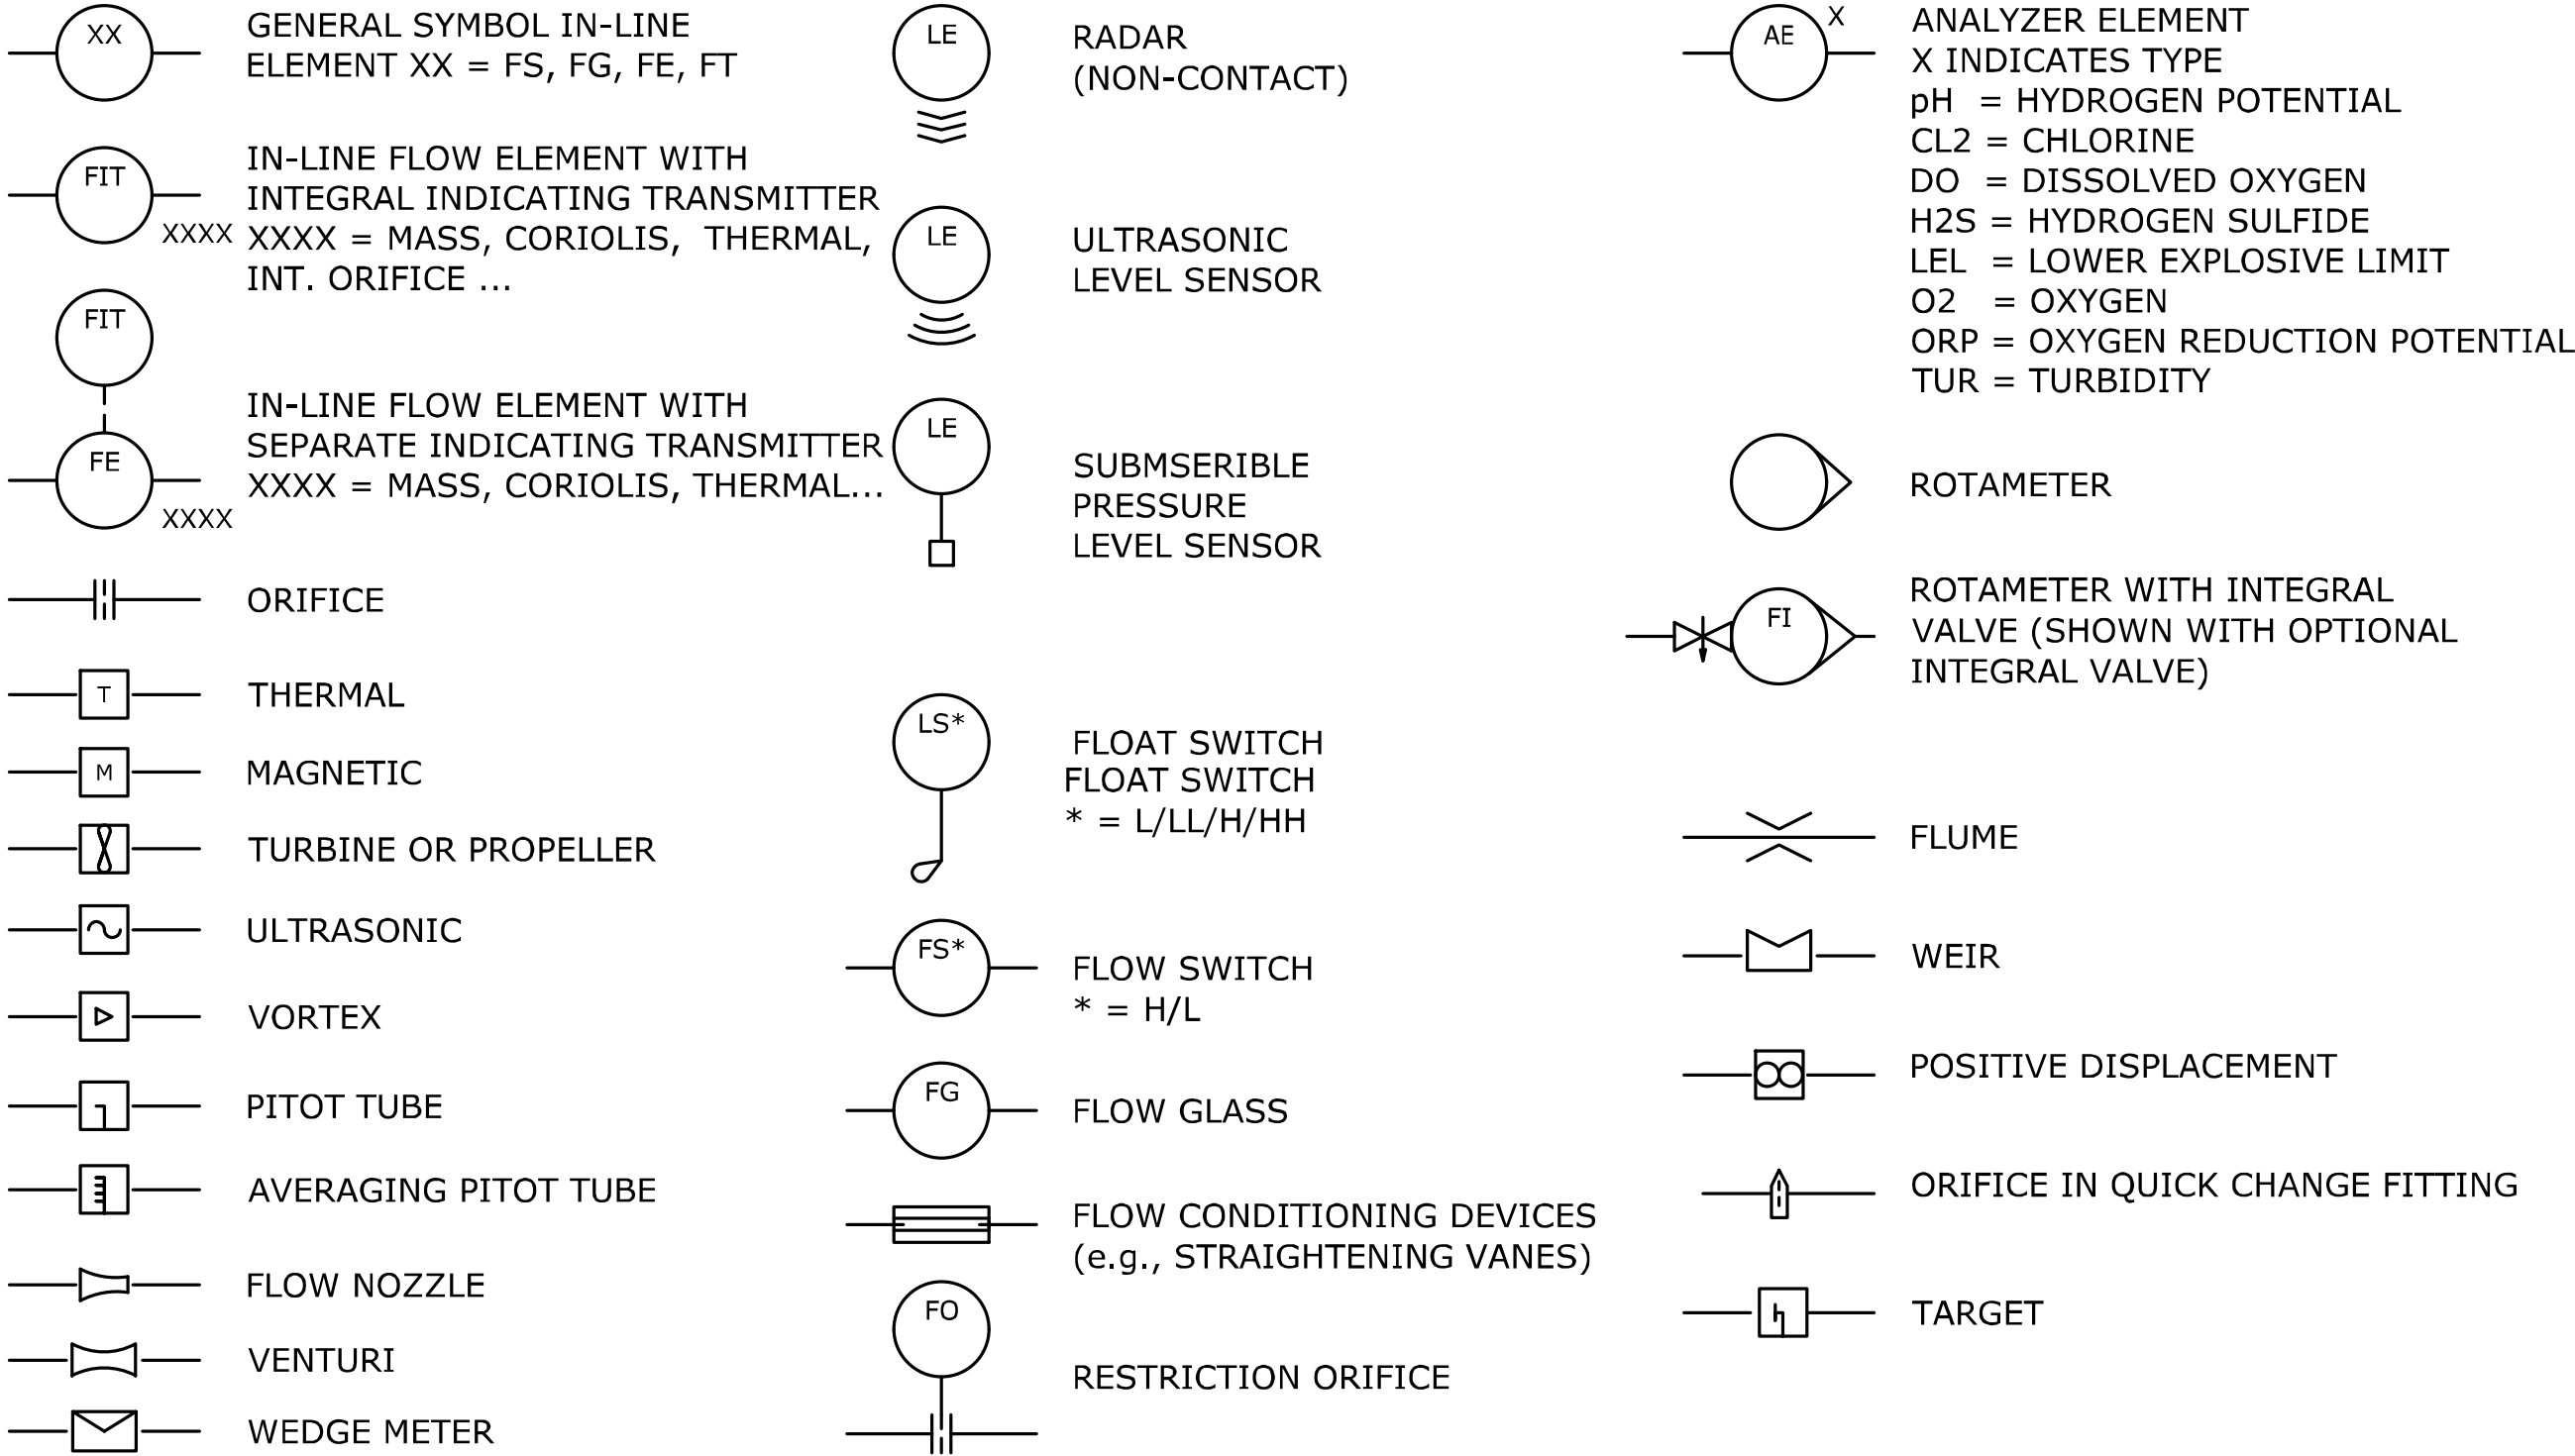 XX
GENERAL SYMBOL IN-LINE
ELEMENT XX = FS, FG, FE, FT
FIT
XXXX
IN-LINE FLOW ELEMENT WITH
INTEGRAL INDICATING TRANSMITTER
XXXX = MASS, CORIOLIS, THERMAL,
INT. ORIFICE ...
FIT
FE
XXXX
IN-LINE FLOW ELEMENT WITH
SEPARATE INDICATING TRANSMITTER
XXXX = MASS, CORIOLIS, THERMAL...
ORIFICE
T
THERMAL
M
MAGNETIC
TURBINE OR PROPELLER
ULTRASONIC
VORTEX
PITOT TUBE
AVERAGING PITOT TUBE
FLOW NOZZLE
VENTURI
WEDGE METER
LE
RADAR
(NON-CONTACT)
LE
ULTRASONIC
LEVEL SENSOR
LE
SUBMSERIBLE
PRESSURE
LEVEL SENSOR
LS*
FLOAT SWITCH
FLOAT SWITCH
* = L/LL/H/HH
FS*
FLOW SWITCH
* = H/L
FG
FLOW GLASS
FLOW CONDITIONING DEVICES
(e.g., STRAIGHTENING VANES)
FO
RESTRICTION ORIFICE
AE
X
ANALYZER ELEMENT
X INDICATES TYPE
pH = HYDROGEN POTENTIAL
CL2 = CHLORINE
DO = DISSOLVED OXYGEN
H2S = HYDROGEN SULFIDE
LEL = LOWER EXPLOSIVE LIMIT
O2 = OXYGEN
ORP = OXYGEN REDUCTION POTENTIAL
TUR = TURBIDITY
ROTAMETER
FI
ROTAMETER WITH INTEGRAL
VALVE (SHOWN WITH OPTIONAL
INTEGRAL VALVE)
FLUME
WEIR
POSITIVE DISPLACEMENT
ORIFICE IN QUICK CHANGE FITTING
TARGET